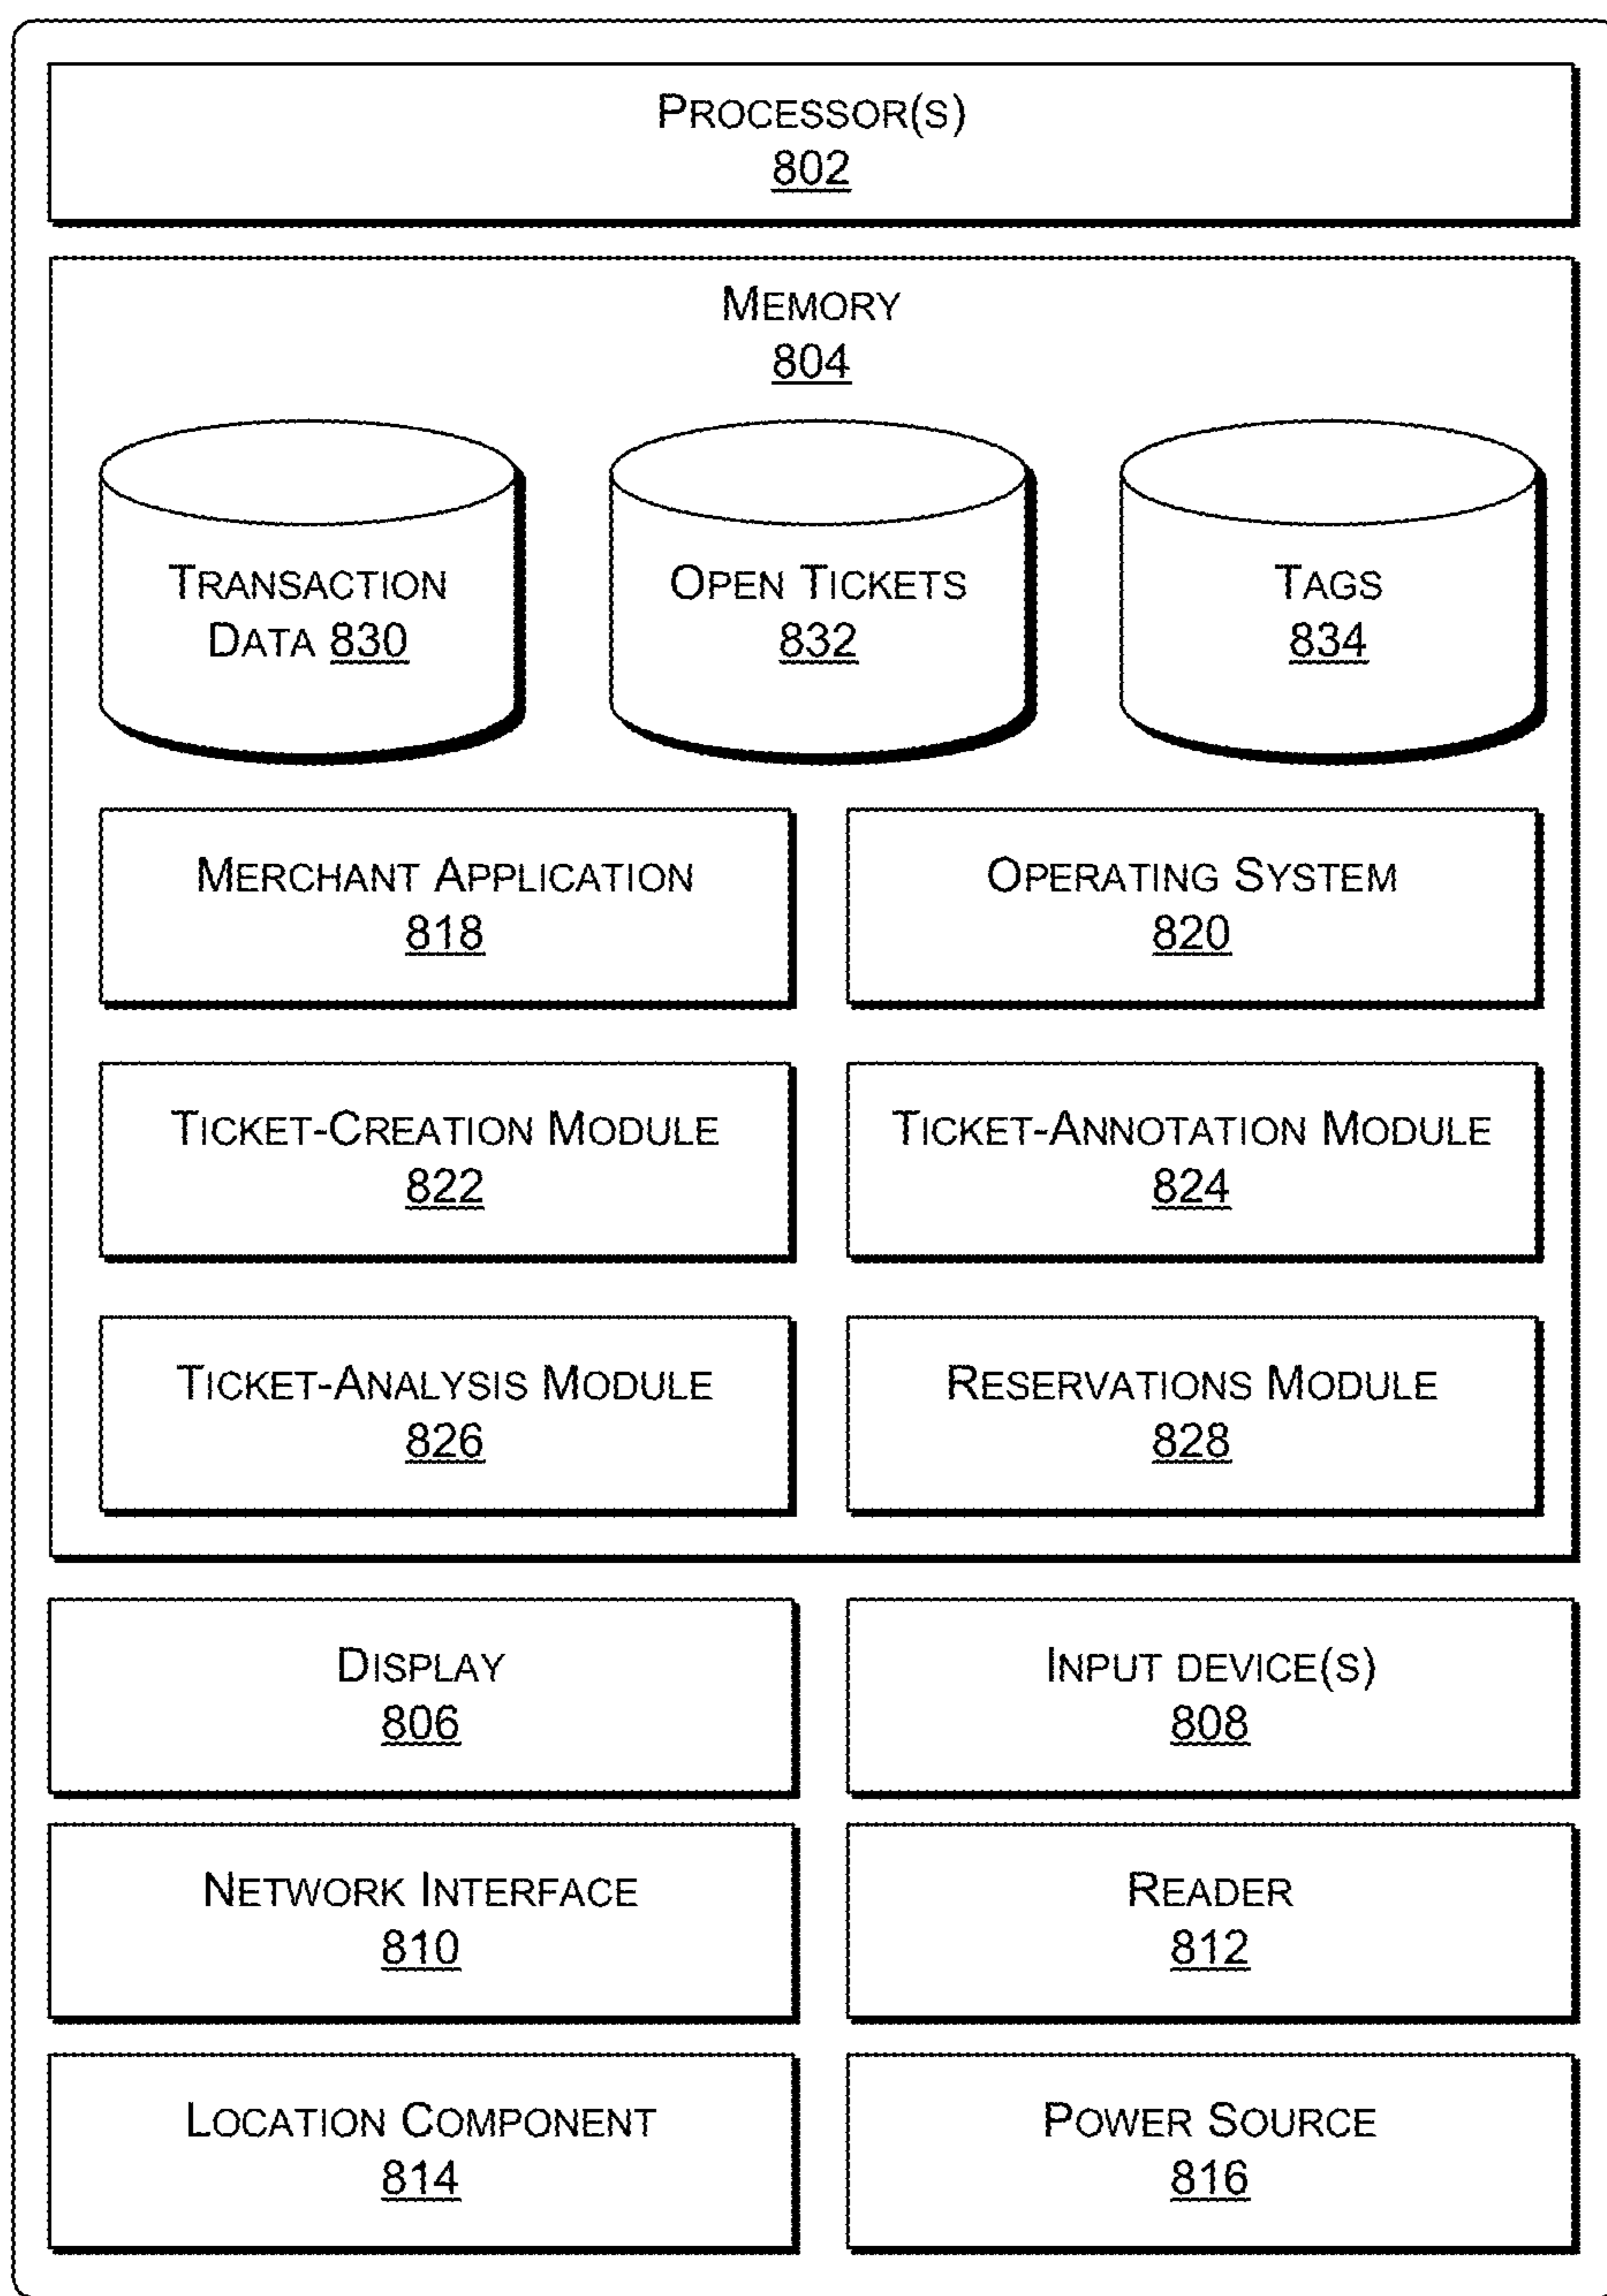 PROCESSOR(S)
802
MEMORY
804
TRANSACTION
DATA 830
OPEN TICKETS
832
TAGS
834
MERCHANT APPLICATION
818
OPERATING SYSTEM
820
TICKET-CREATION MODULE
822
TICKET-ANNOTATION MODULE
824
TICKET-ANALYSIS MODULE
826
RESERVATIONS MODULE
828
DISPLAY
806
INPUT DEVICE(S)
808
NETWORK INTERFACE
810
READER
812
LOCATION COMPONENT
814
POWER SOURCE
816